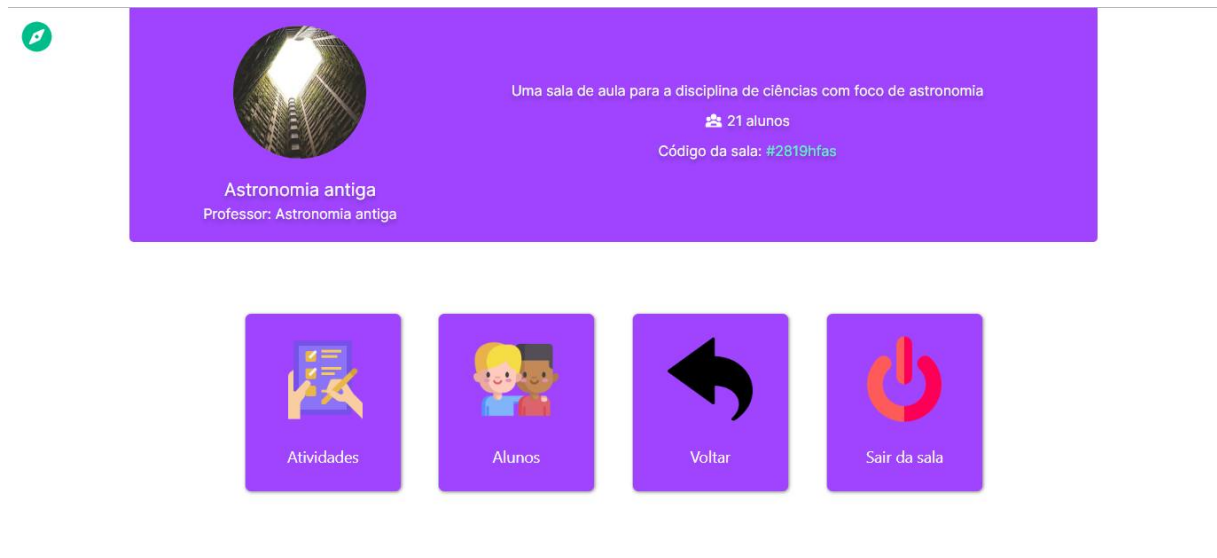 Astronomia antiga
Professor: Astronomia antiga
Uma sala de aula para a disciplina de ciências com foco de astronomia
21 alunos
Código da sala: #2819hfas
Atividades
Alunos
Voltar
Sair da sala